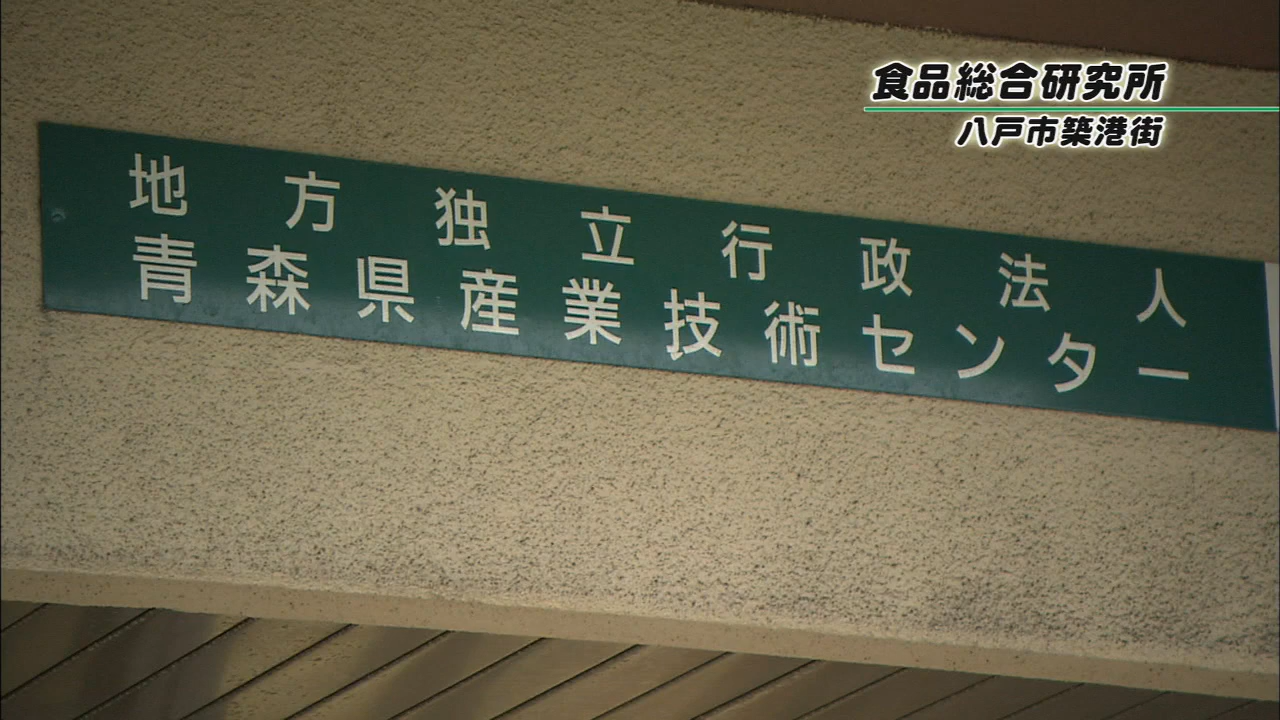 食品総合研究所
八戸市築港街
地方独立行政法人
青森県産業技術センター